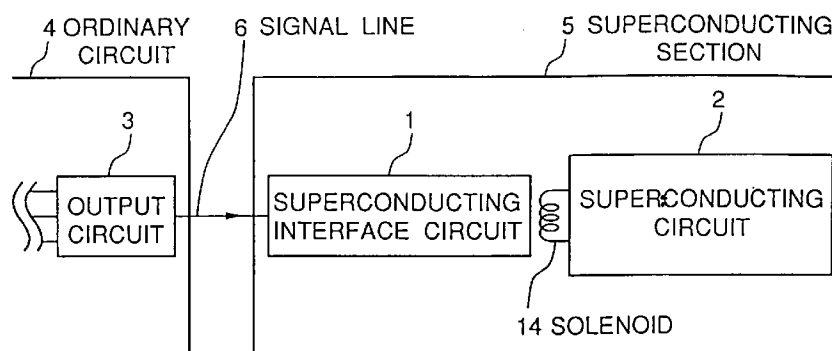 4 ORDINARY
CIRCUIT
6 SIGNAL LINE
5 SUPERCONDUCTING
SECTION
3
OUTPUT
CIRCUIT
1
SUPERCONDUCTING
INTERFACE CIRCUIT
2
SUPERCONDUCTING
CIRCUIT
14 SOLENOID